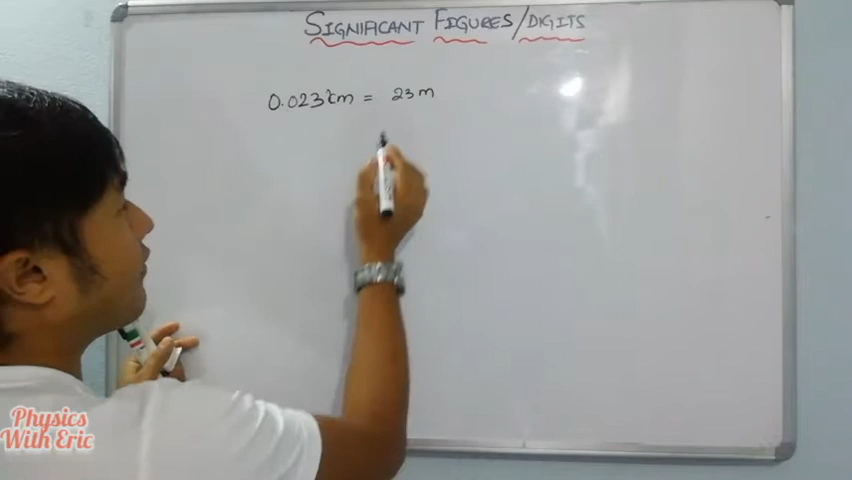 SIGNIFICANT FIGURES/DIGITS
0.023km = 23m
Physics
With Eric